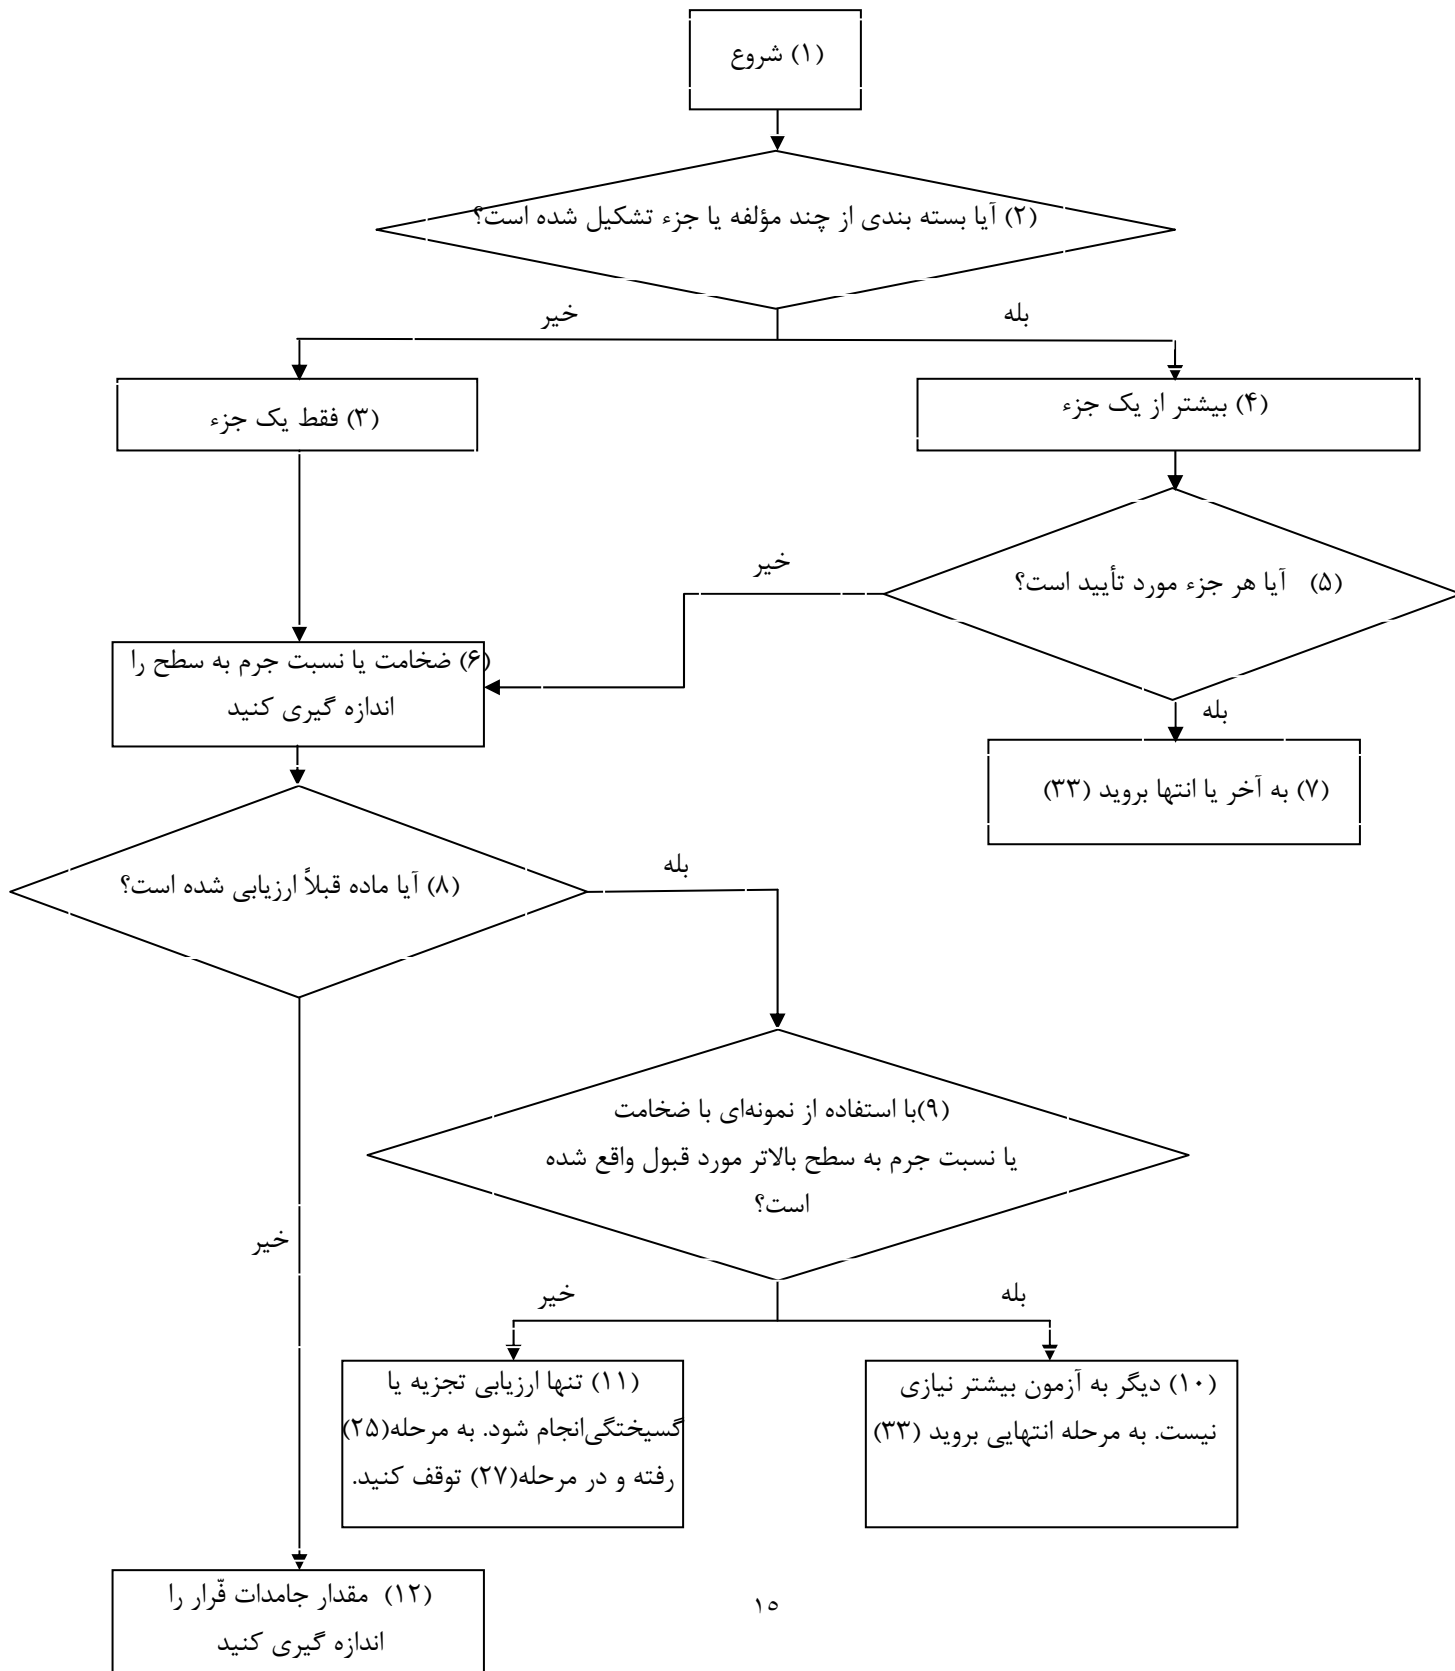 (۱) شروع
(۲) آیا بسته بندی از چند مؤلفه یا جزء تشکیل شده است؟
خیر
بله
(۳) فقط یک جزء
(۴) بیشتر از یک جزء
خیر
(۵) آیا هر جزء مورد تأیید است؟
(۶) ضخامت یا نسبت جرم به سطح را
اندازه گیری کنید
بله
(۷) به آخر یا انتها بروید (۳۳)
بله
(۸) آیا ماده قبلاً ارزیابی شده است؟
(۹)با استفاده از نمونه‌ای با ضخامت
یا نسبت جرم به سطح بالاتر مورد قبول واقع شده
است؟
خیر
خیر
بله
(۱۱) تنها ارزیابی تجزیه یا
گسیختگی‌انجام شود. به مرحله(۲۵)
رفته و در مرحله(۲۷) توقف کنید.
(۱۰) دیگر به آزمون بیشتر نیازی
نیست. به مرحله انتهایی بروید (۳۳)
(۱۲) مقدار جامدات فّرار را
اندازه گیری کنید
۱۵